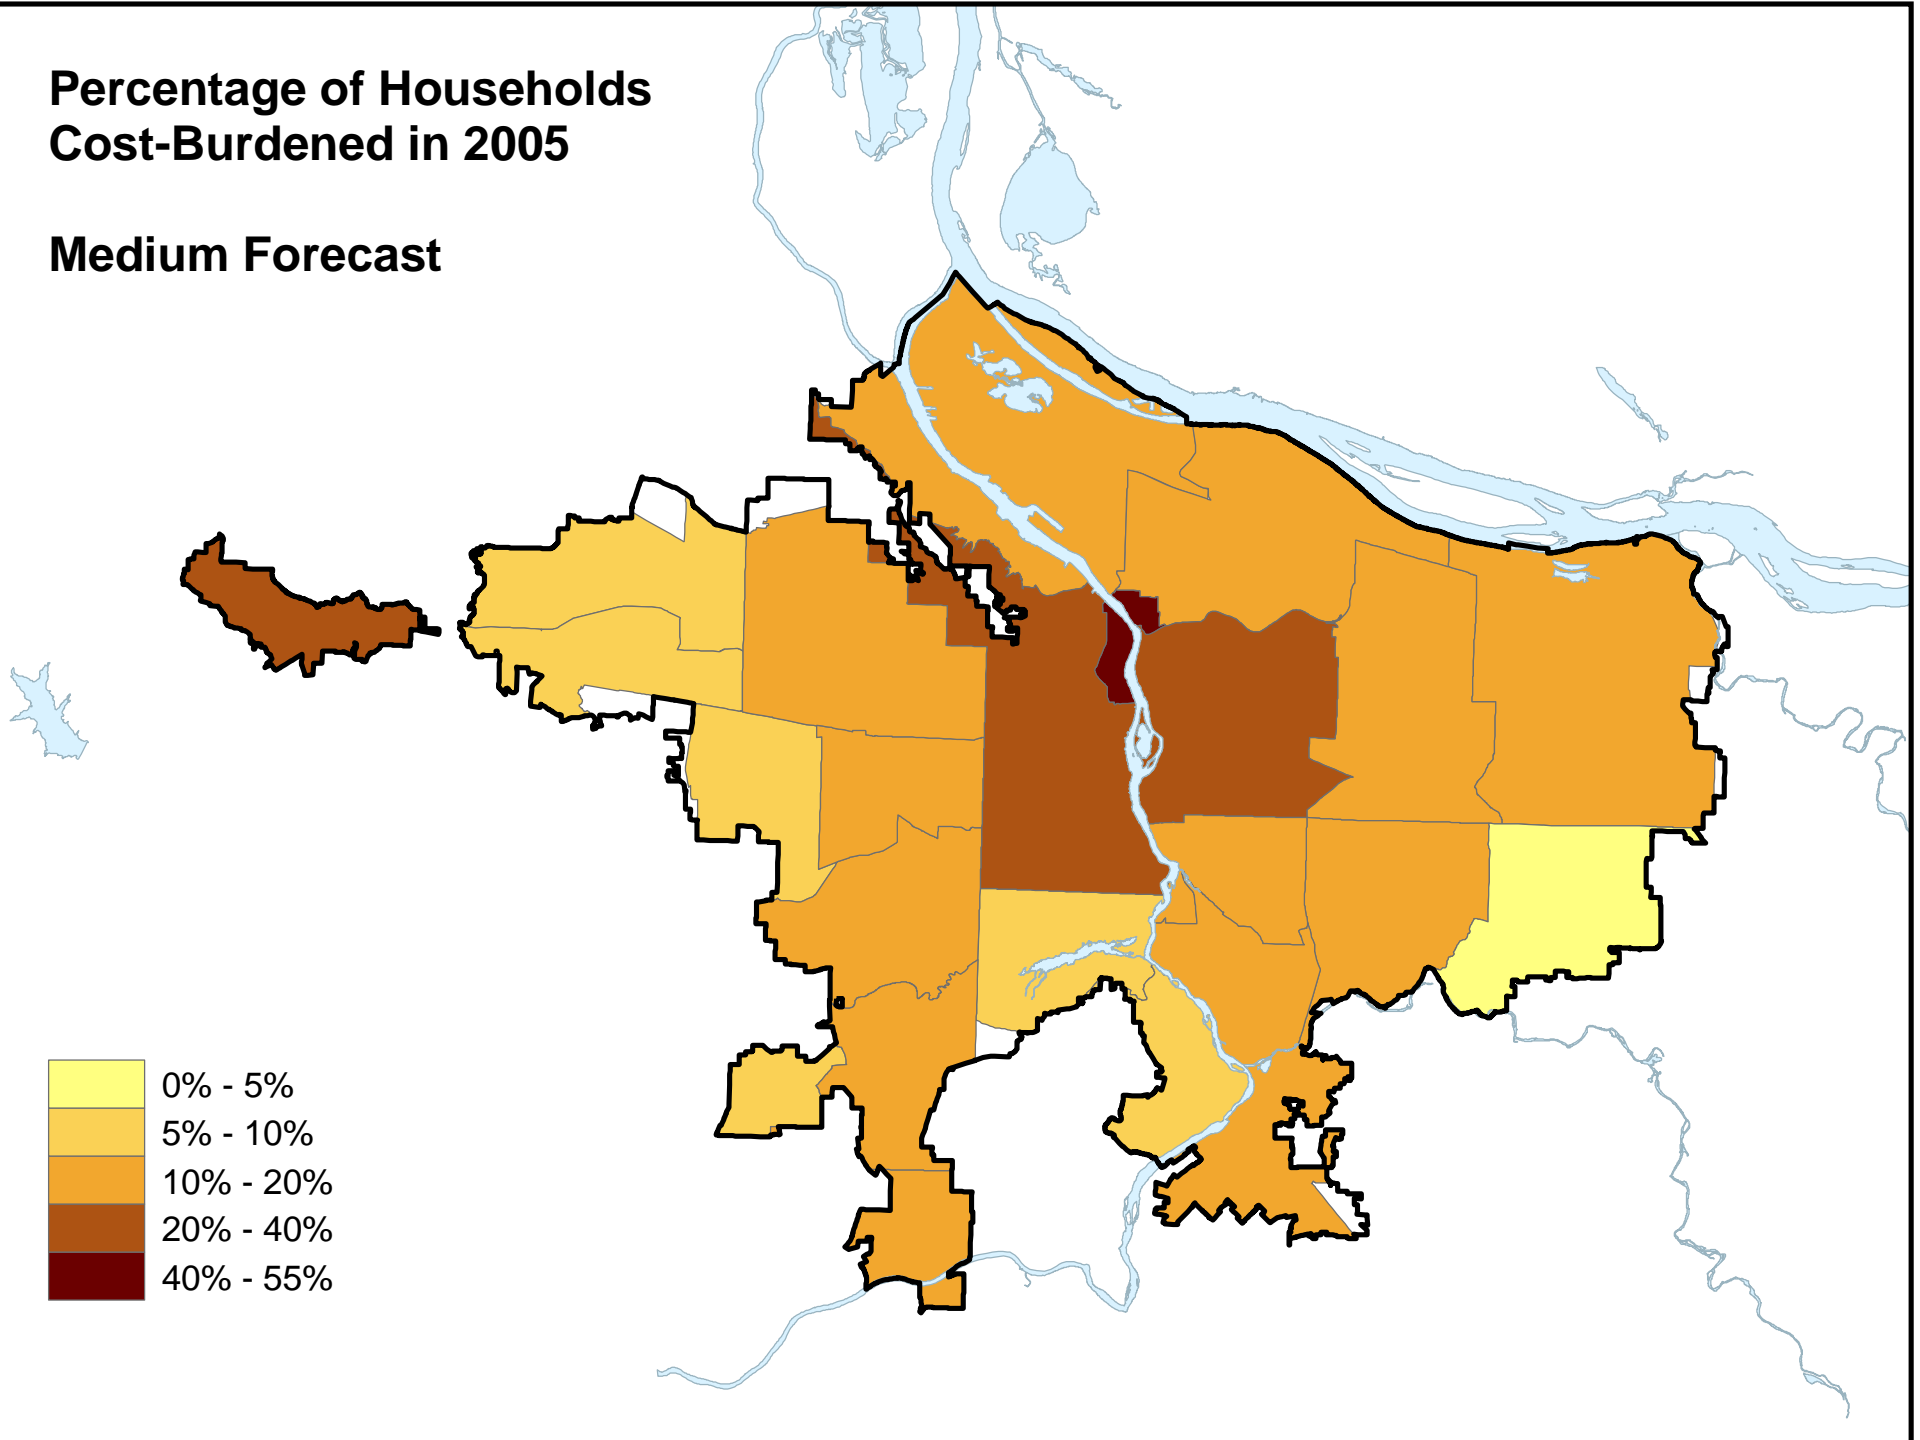 Percentage of Households
Cost-Burdened in 2005
Medium Forecast
0% - 5%
5% - 10%
10% - 20%
20% - 40%
40% - 55%